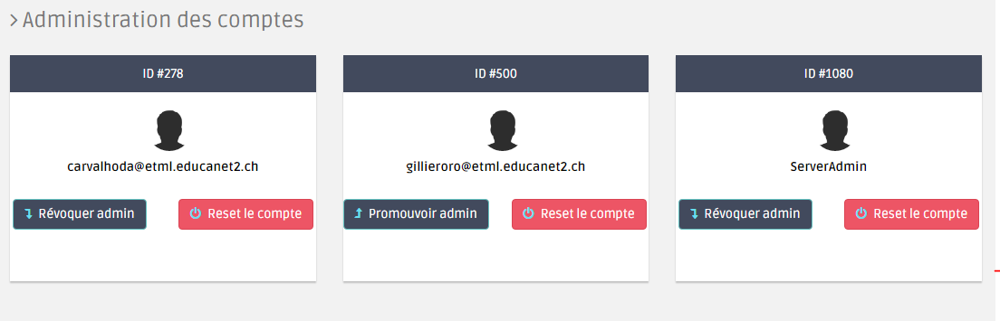 Administration des comptes
ID #278
carvalhoda@etml.educanet2.ch
Révoquer admin
Reset le compte
ID #500
gillieroro@etml.educanet2.ch
Promouvoir admin
Reset le compte
ID #1080
ServerAdmin
Révoquer admin
Reset le compte